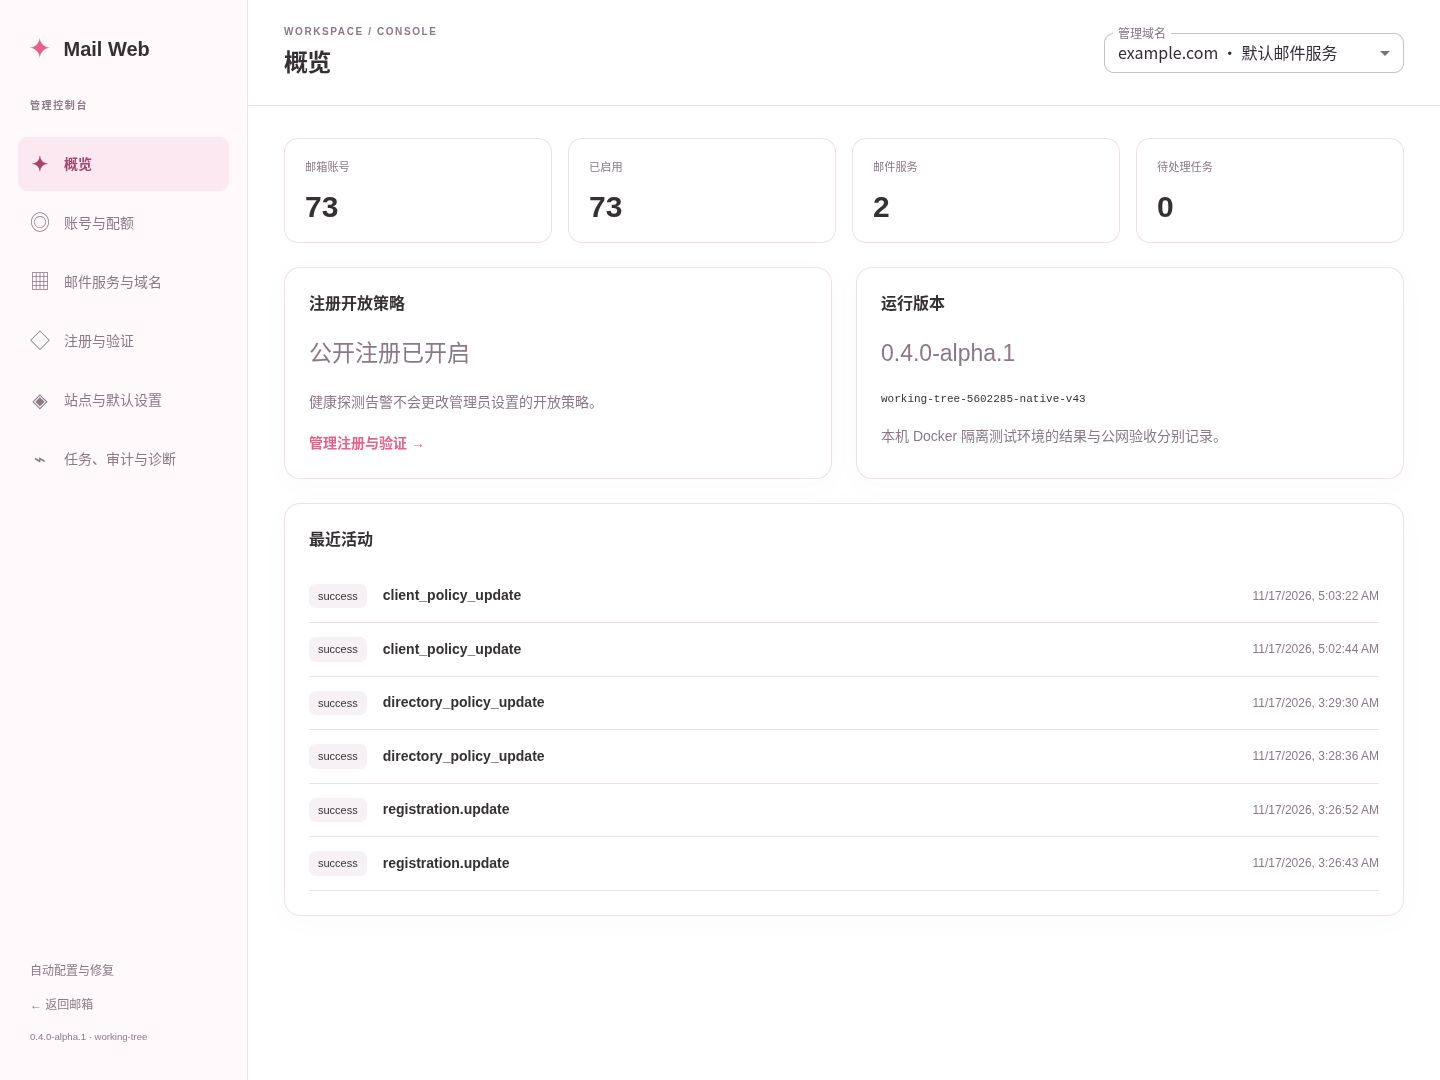 Mail Web
管理控制台
概览
账号与配额
邮件服务与域名
注册与验证
站点与默认设置
任务、审计与诊断
自动配置与修复
← 返回邮箱
0.4.0-alpha.1 · working-tree
WORKSPACE / CONSOLE
概览
管理域名
example.com · 默认邮件服务
邮箱账号
73
已启用
73
邮件服务
2
待处理任务
0
注册开放策略
公开注册已开启
健康探测告警不会更改管理员设置的开放策略。
管理注册与验证 →
运行版本
0.4.0-alpha.1
working-tree-5602285-native-v43
本机 Docker 隔离测试环境的结果与公网验收分别记录。
最近活动
success client_policy_update 11/17/2026, 5:03:22 AM
success client_policy_update 11/17/2026, 5:02:44 AM
success directory_policy_update 11/17/2026, 3:29:30 AM
success directory_policy_update 11/17/2026, 3:28:36 AM
success registration.update 11/17/2026, 3:26:52 AM
success registration.update 11/17/2026, 3:26:43 AM